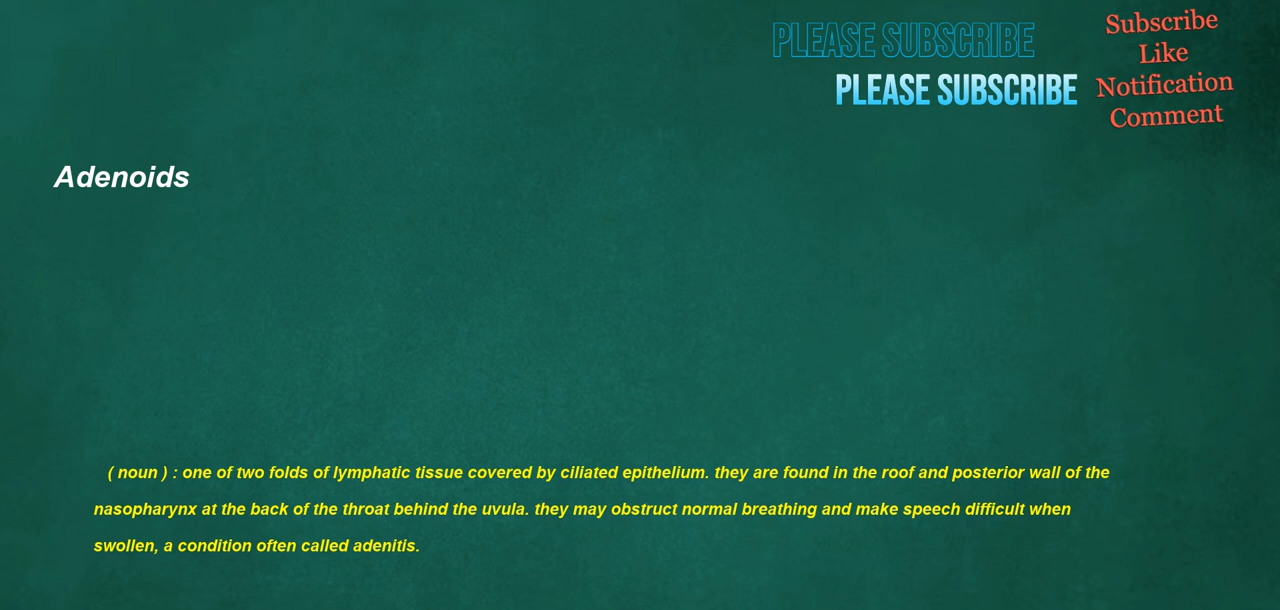 PLEASE SUBSCRIBE
PLEASE SUBSCRIBE
Subscribe
Like
Notification
Comment
Adenoids
( noun ) : one of two folds of lymphatic tissue covered by ciliated epithelium. they are found in the roof and posterior wall of the
nasopharynx at the back of the throat behind the uvula. they may obstruct normal breathing and make speech difficult when
swollen, a condition often called adenitis.